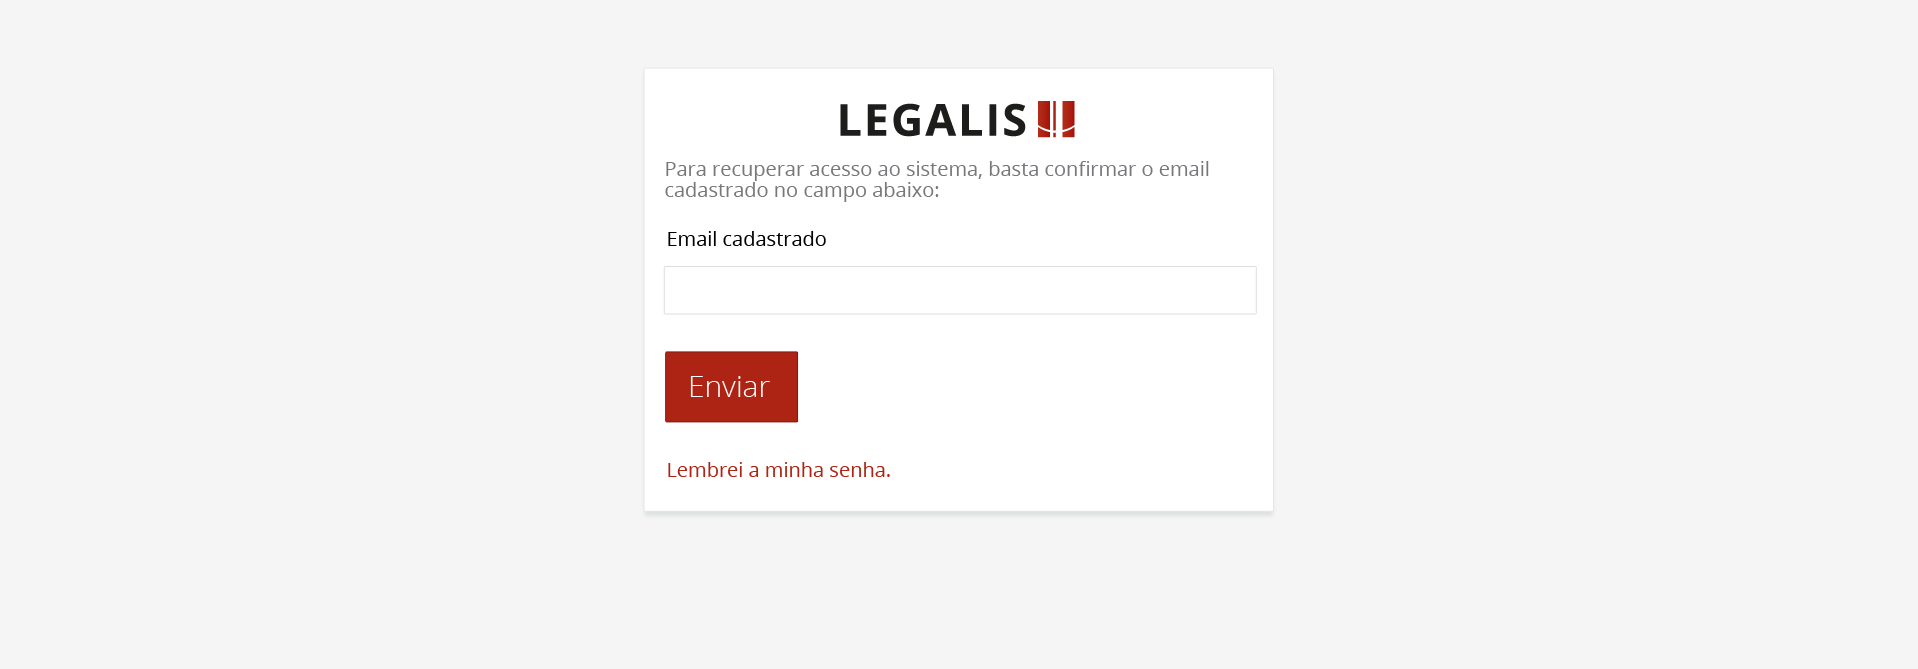 LEGALIS
Para recuperar acesso ao sistema, basta confirmar o email
cadastrado no campo abaixo:
Email cadastrado
Enviar
Lembrei a minha senha.